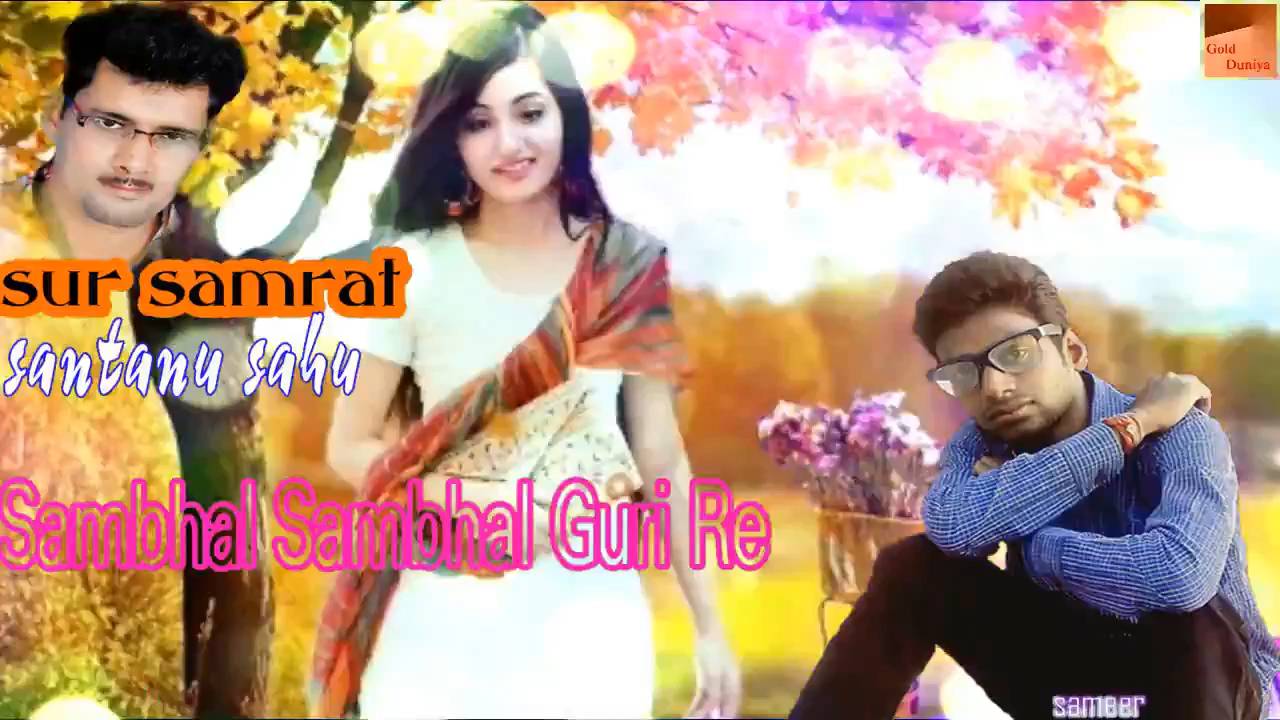 Gold
Duniya
sur samrat
santanu sahu
Sambhal Sambhal Guri Re
sameer